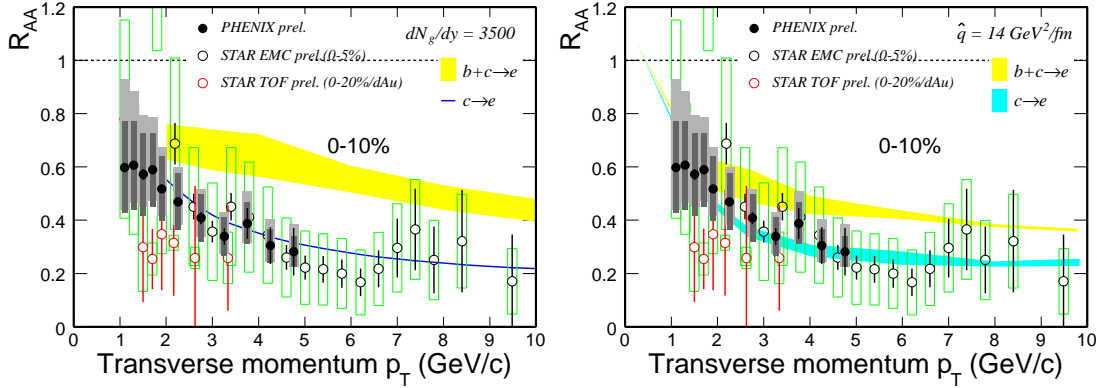 R_AA
1.2
1
0.8
0.6
0.4
0.2
0
PHENIX prel.
STAR EMC prel.(0-5%)
STAR TOF prel. (0-20%/dAu)
dN_g/dy = 3500
b+c→e
c→e
0-10%
0 1 2 3 4 5 6 7 8 9 10
Transverse momentum p_T (GeV/c)
R_AA
1.2
1
0.8
0.6
0.4
0.2
0
PHENIX prel.
STAR EMC prel.(0-5%)
STAR TOF prel. (0-20%/dAu)
q̂ = 14 GeV²/fm
b+c→e
c→e
0-10%
0 1 2 3 4 5 6 7 8 9 10
Transverse momentum p_T (GeV/c)